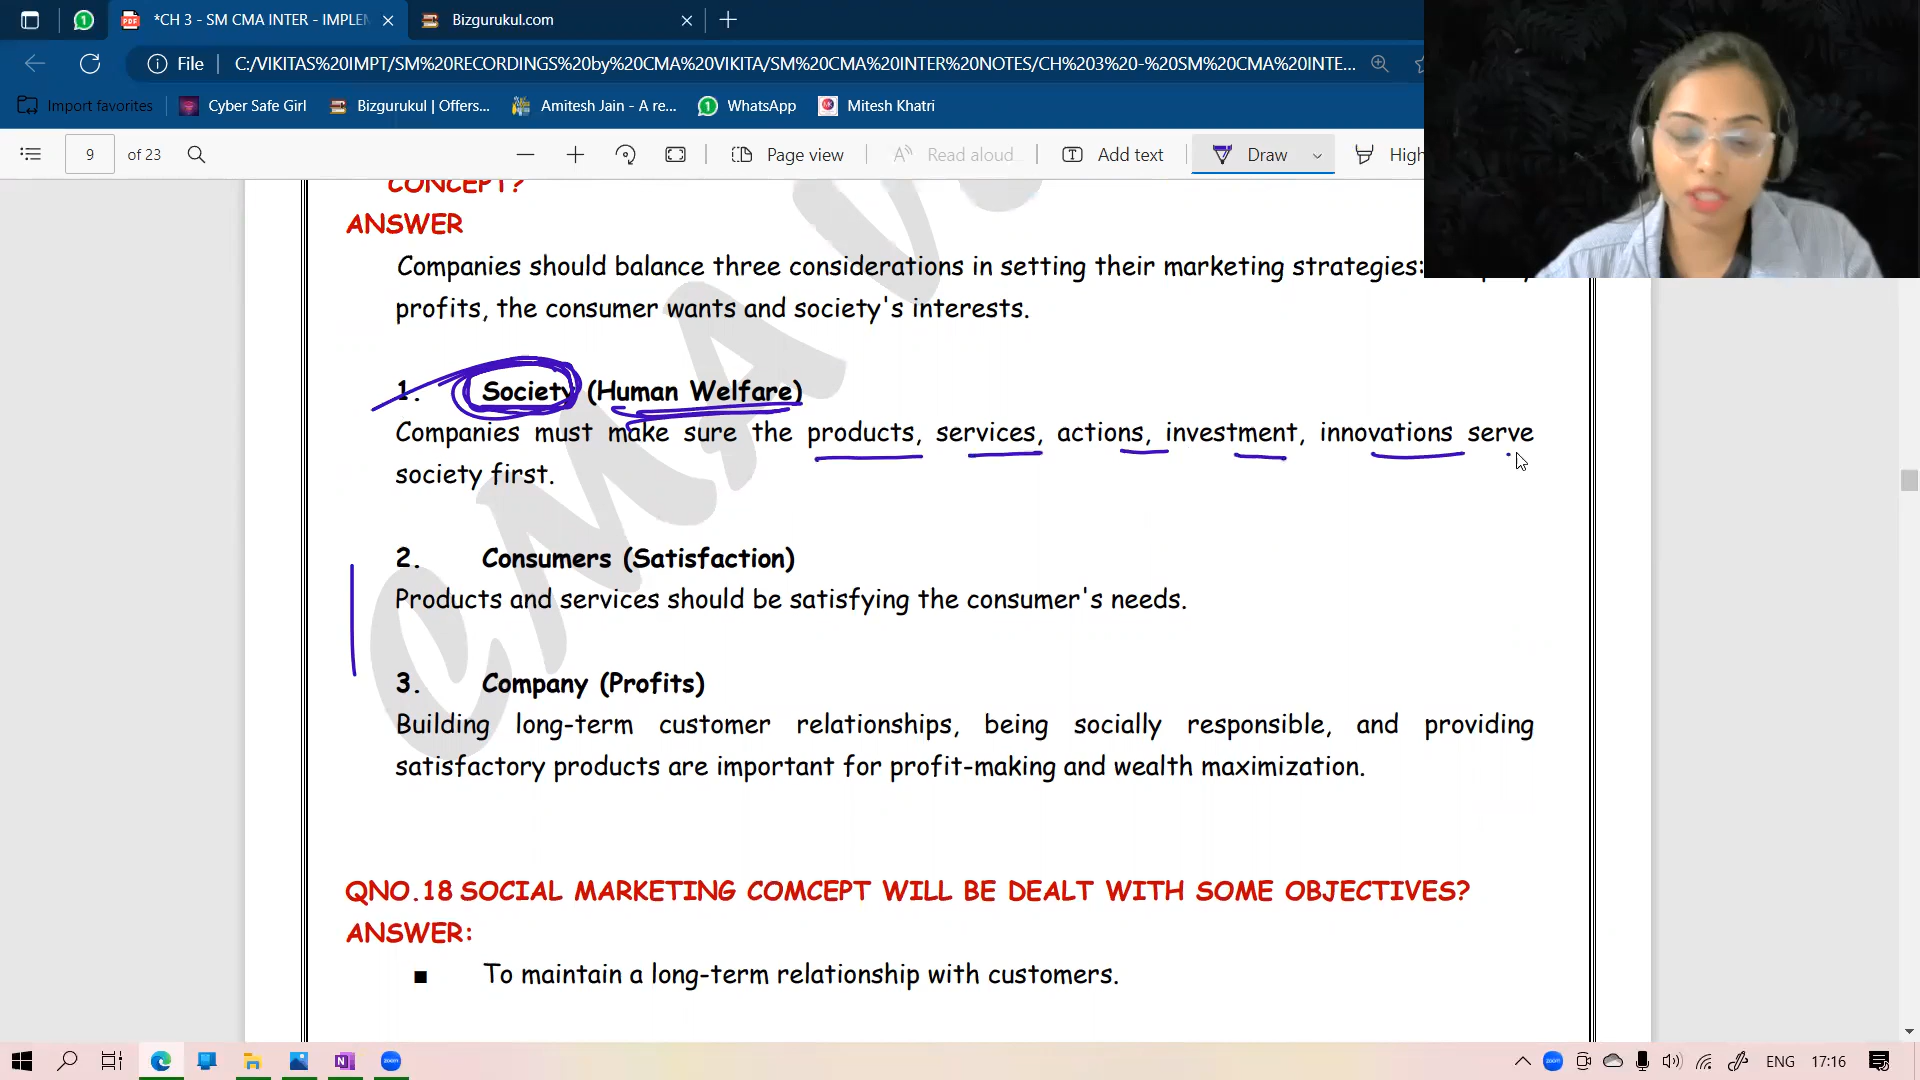 *CH 3 - SM CMA INTER - IMPLEM
Bizgurukul.com
File
C:/VIKITAS%20IMPT/SM%20RECORDINGS%20by%20CMA%20VIKITA/SM%20CMA%20INTER%20NOTES/CH%203%20-%20SM%20CMA%20INTE...
Import favorites
Cyber Safe Girl
Bizgurukul | Offers...
Amitesh Jain - A re...
WhatsApp
Mitesh Khatri
9 of 23
Page view
Read aloud
Add text
Draw
High
CONCEPT?
ANSWER
Companies should balance three considerations in setting their marketing strategies:
profits, the consumer wants and society's interests.
1. Society (Human Welfare)
Companies must make sure the products, services, actions, investment, innovations serve
society first.
2. Consumers (Satisfaction)
Products and services should be satisfying the consumer's needs.
3. Company (Profits)
Building long-term customer relationships, being socially responsible, and providing
satisfactory products are important for profit-making and wealth maximization.
QNO.18 SOCIAL MARKETING COMCEPT WILL BE DEALT WITH SOME OBJECTIVES?
ANSWER:
■ To maintain a long-term relationship with customers.
CMA
ENG
17:16